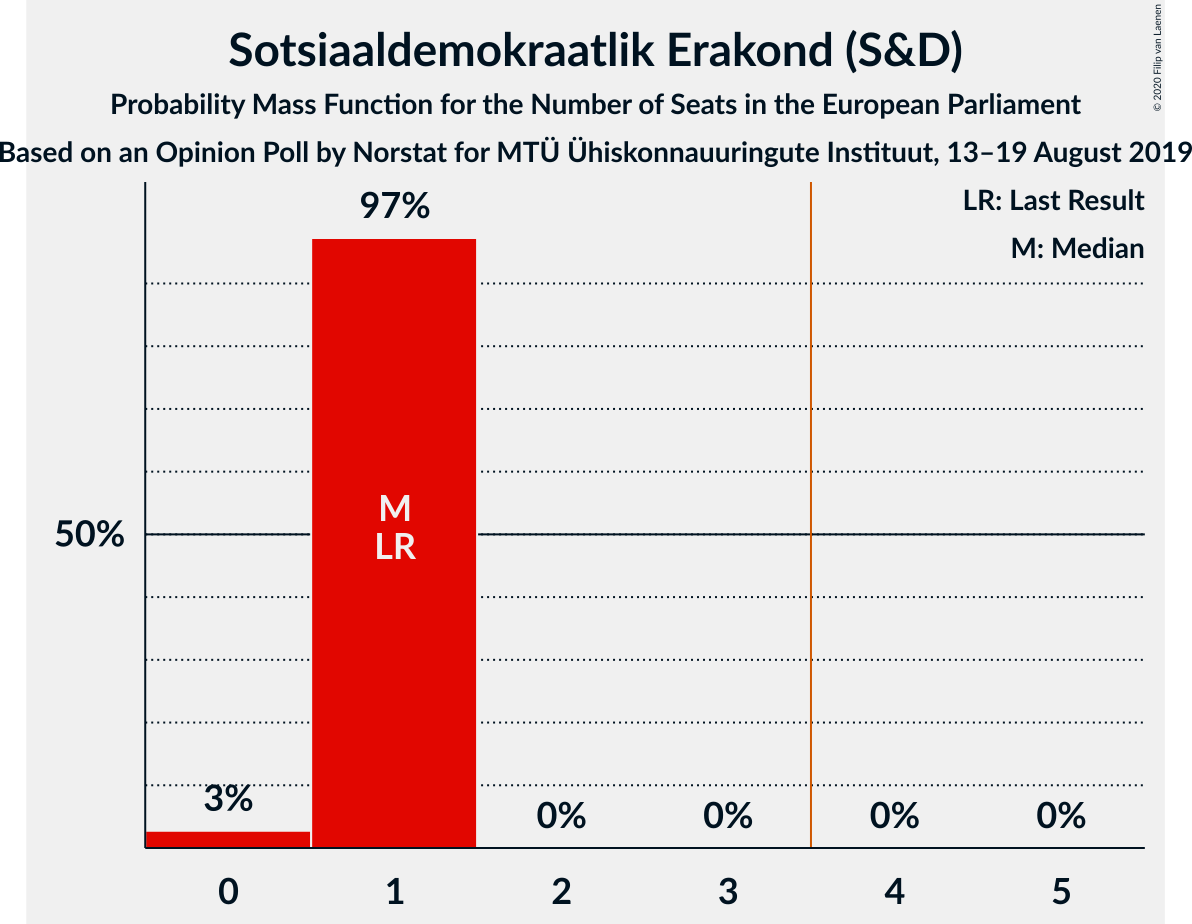 Sotsiaaldemokraatlik Erakond (S&D)
Probability Mass Function for the Number of Seats in the European Parliament
Based on an Opinion Poll by Norstat for MTÜ Ühiskonnauuringute Instituut, 13–19 August 2019
© 2020 Filip van Laenen
LR: Last Result
M: Median
97%
M
LR
50%
3%
0%
0%
0%
0%
0
1
2
3
4
5